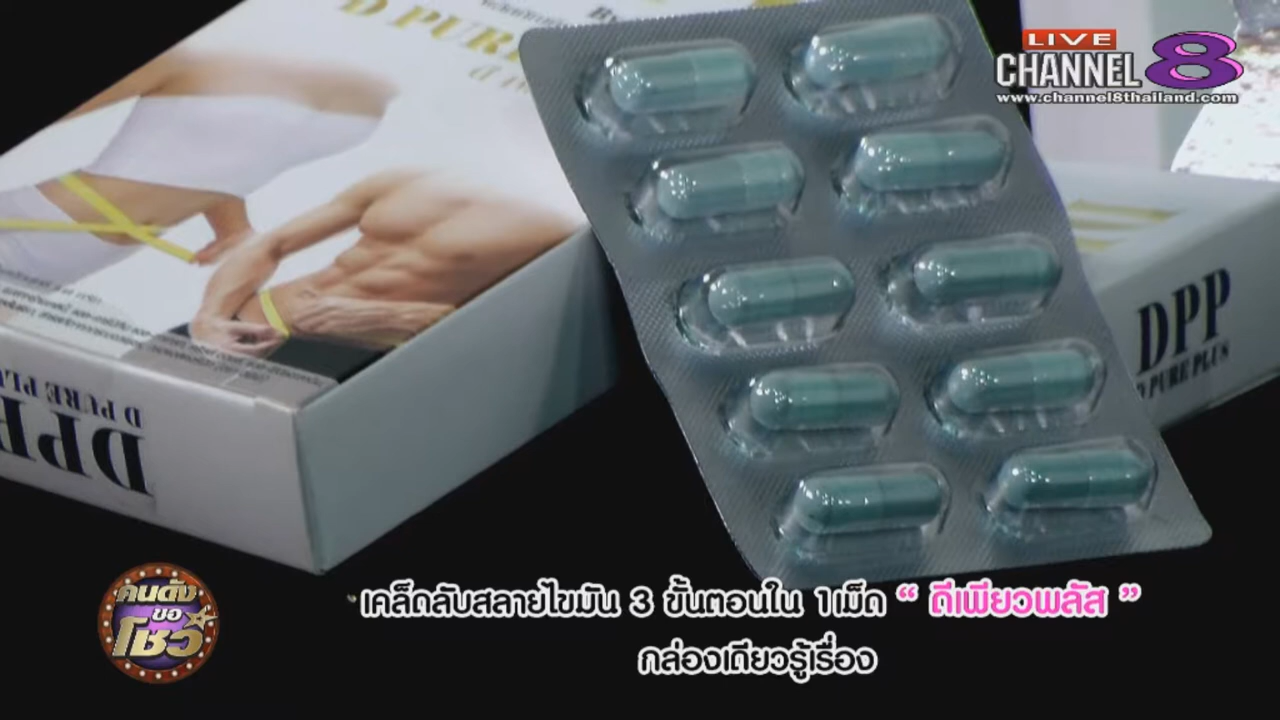 D PURE
LIVE
CHANNEL 8
www.channel8thailand.com
DPP
D PURE PLUS
DPP
D PURE PLU
คนดัง
ขอ
โชว์
เคล็ดลับสลายไขมัน 3 ขั้นตอนใน 1เม็ด “ ดีเพียวพลัส ”
กล่องเดียวรู้เรื่อง